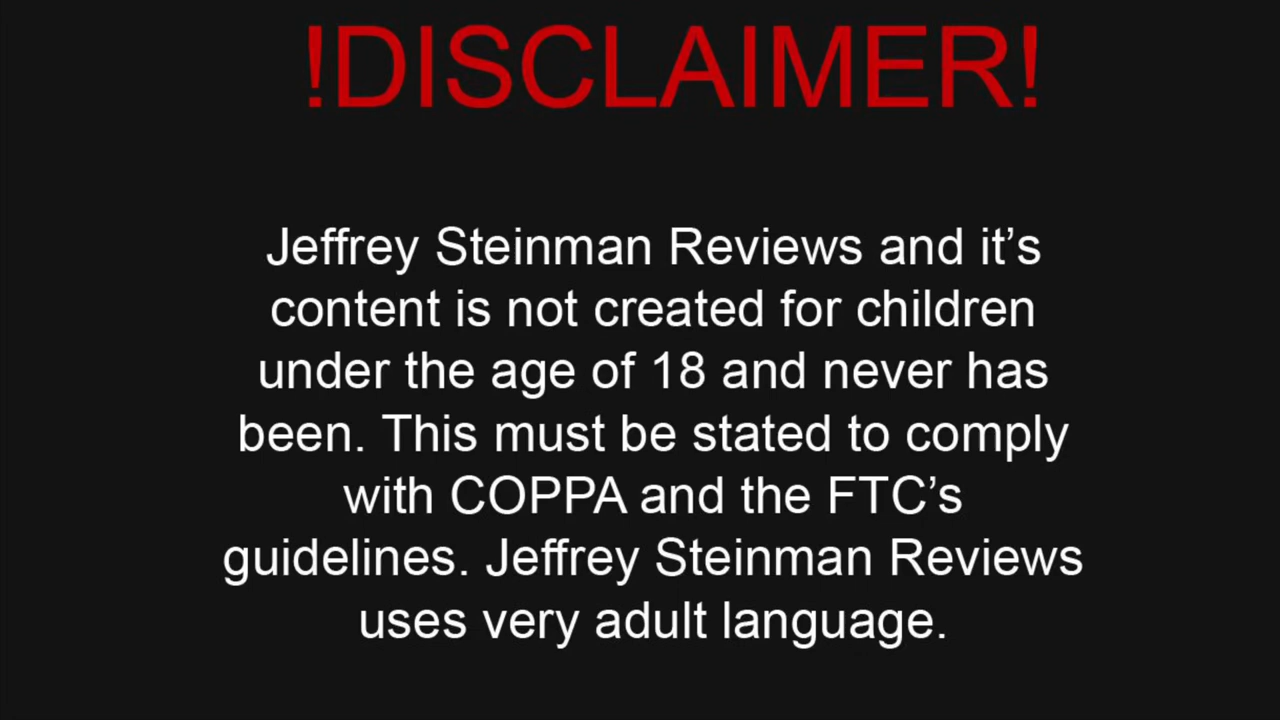 !DISCLAIMER!
Jeffrey Steinman Reviews and it’s
content is not created for children
under the age of 18 and never has
been. This must be stated to comply
with COPPA and the FTC’s
guidelines. Jeffrey Steinman Reviews
uses very adult language.